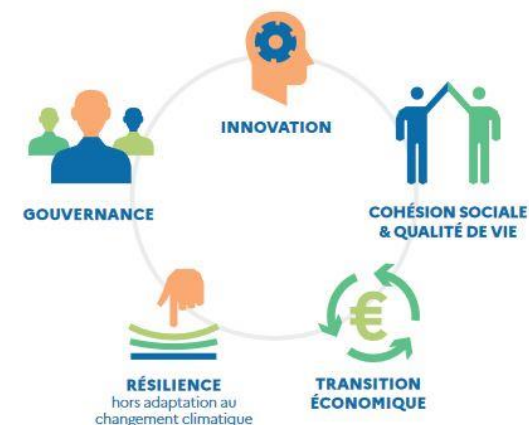 INNOVATION
GOUVERNANCE
COHÉSION SOCIALE
& QUALITÉ DE VIE
€
RÉSILIENCE
hors adaptation au
changement climatique
TRANSITION
ÉCONOMIQUE